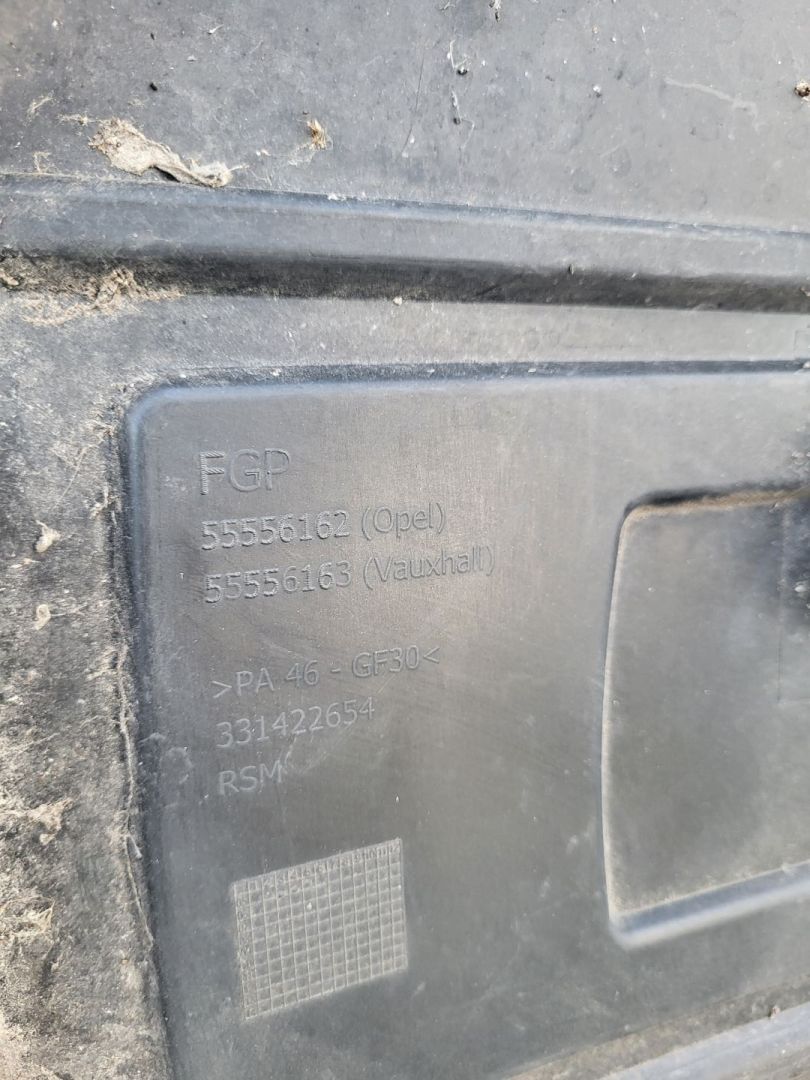 FGP
55556162 (Opel)
55556163 (Vauxhall)
>PA 46 - GF30<
331422654
RSM